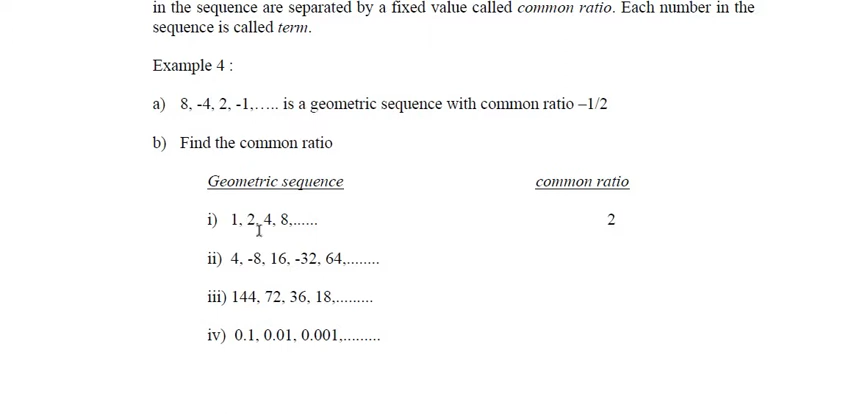 in the sequence are separated by a fixed value called common ratio. Each number in the
sequence is called term.
Example 4 :
a) 8, -4, 2, -1,….. is a geometric sequence with common ratio –1/2
b) Find the common ratio
Geometric sequence common ratio
i) 1, 2, 4, 8,...... 2
ii) 4, -8, 16, -32, 64,........
iii) 144, 72, 36, 18,.........
iv) 0.1, 0.01, 0.001,.........